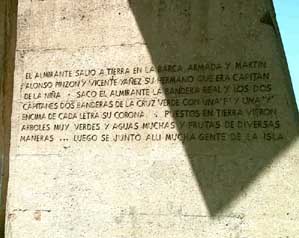 EL ALMIRANTE SALIO A TIERRA EN LA BARCA ARMADA Y MARTIN
ALONSO PINZON Y VICENTE YAÑEZ SU HERMANO QUE ERA CAPITAN
DE LA NIÑA · SACO EL ALMIRANTE LA BANDERA REAL Y LOS DOS
CAPITANES DOS BANDERAS DE LA CRUZ VERDE CON UNA "F" Y UNA "Y"
ENCIMA DE CADA LETRA SU CORONA · PUESTOS EN TIERRA VIERON
ARBOLES MUY VERDES Y AGUAS MUCHAS Y FRUTAS DE DIVERSAS
MANERAS ... LUEGO SE JUNTO ALLI MUCHA GENTE DE LA ISLA